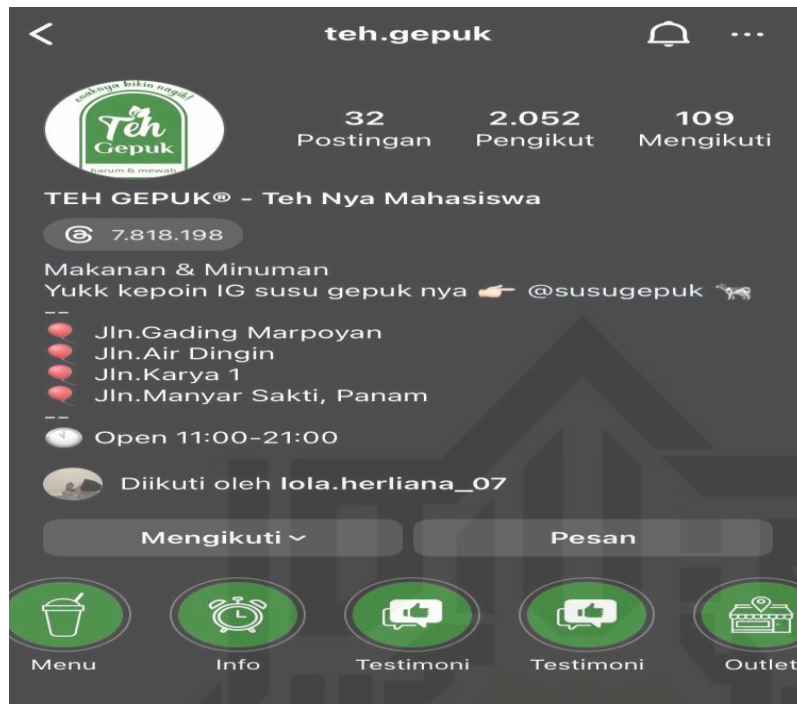 teh.gepuk
enaknya bikin nagih!
Teh
Gepuk
harum & mewah
32 2.052 109
Postingan Pengikut Mengikuti
TEH GEPUK® - Teh Nya Mahasiswa
7.818.198
Makanan & Minuman
Yukk kepoin IG susu gepuk nya 👉🏻 @susugepuk 🐄
--
🎈 Jln.Gading Marpoyan
🎈 Jln.Air Dingin
🎈 Jln.Karya 1
🎈 Jln.Manyar Sakti, Panam
--
🕚 Open 11:00-21:00
Diikuti oleh lola.herliana_07
Mengikuti Pesan
Menu Info Testimoni Testimoni Outlet